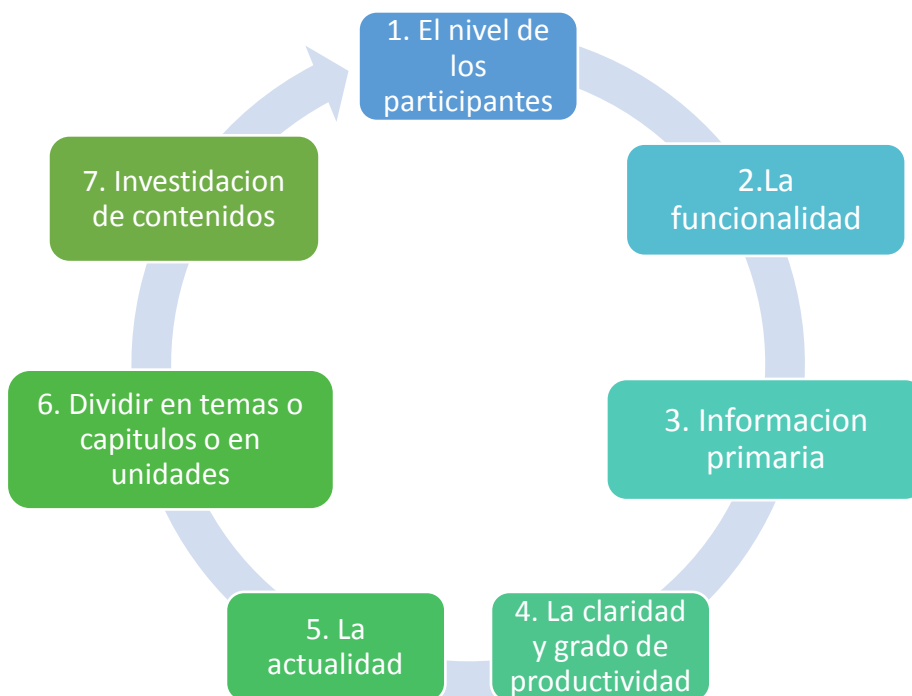 1. El nivel de
los
participantes
2.La
funcionalidad
3. Informacion
primaria
4. La claridad
y grado de
productividad
5. La
actualidad
6. Dividir en temas o
capitulos o en
unidades
7. Investidacion
de contenidos